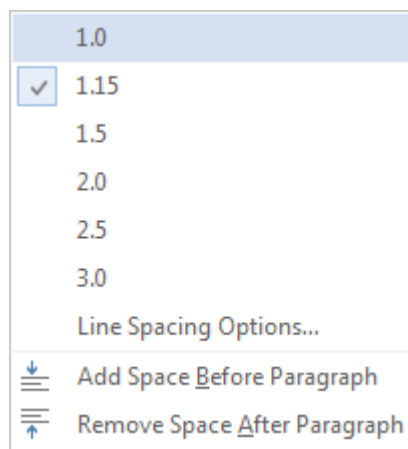 1.0
1.15
1.5
2.0
2.5
3.0
Line Spacing Options...
Add Space Before Paragraph
Remove Space After Paragraph